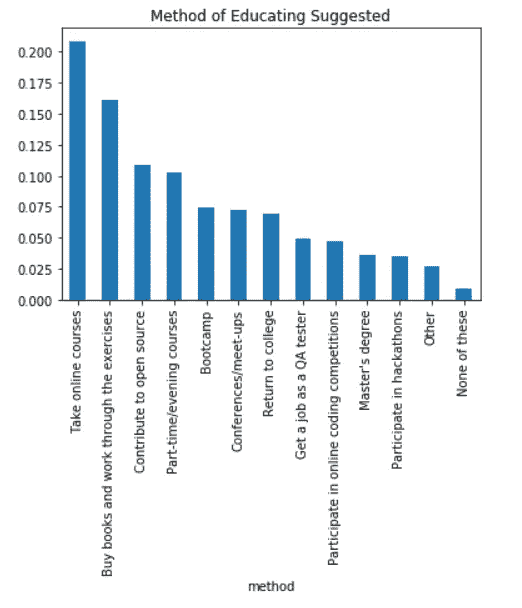 Method of Educating Suggested
0.200
0.175
0.150
0.125
0.100
0.075
0.050
0.025
0.000
Take online courses
Buy books and work through the exercises
Contribute to open source
Part-time/evening courses
Bootcamp
Conferences/meet-ups
Return to college
Get a job as a QA tester
Participate in online coding competitions
Master's degree
Participate in hackathons
Other
None of these
method